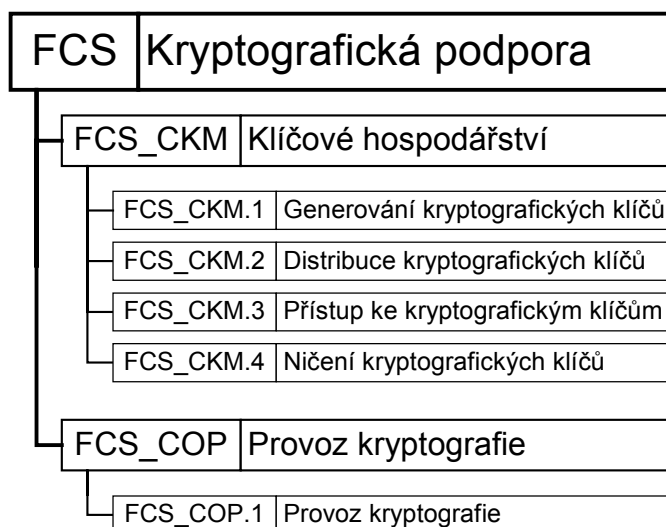 FCS Kryptografická podpora
FCS_CKM Klíčové hospodářství
FCS_CKM.1 Generování kryptografických klíčů
FCS_CKM.2 Distribuce kryptografických klíčů
FCS_CKM.3 Přístup ke kryptografickým klíčům
FCS_CKM.4 Ničení kryptografických klíčů
FCS_COP Provoz kryptografie
FCS_COP.1 Provoz kryptografie